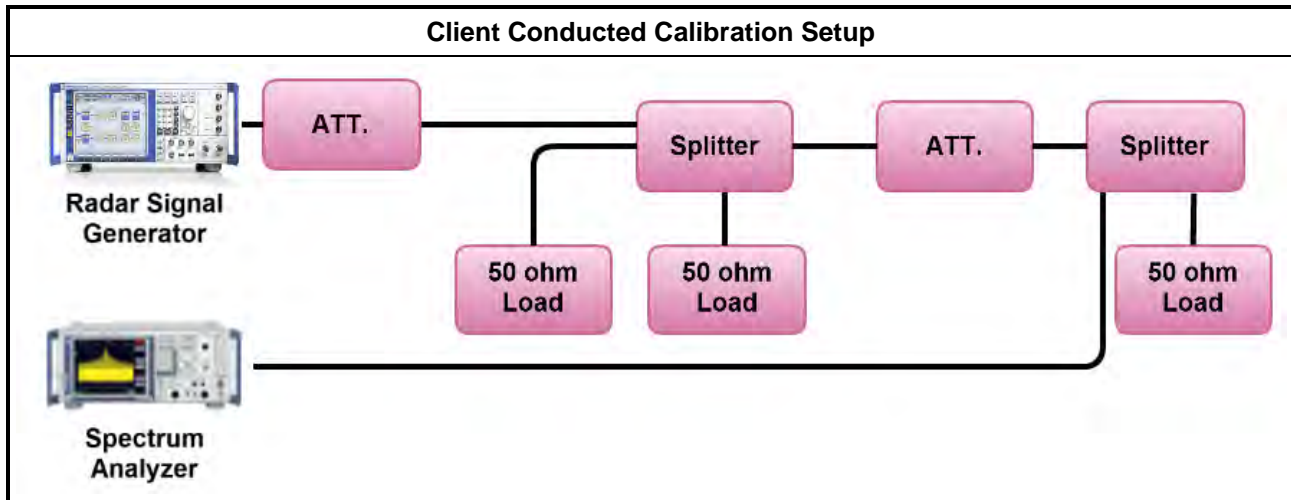 Client Conducted Calibration Setup
ATT.
Splitter
ATT.
Splitter
Radar Signal
Generator
50 ohm
Load
50 ohm
Load
50 ohm
Load
Spectrum
Analyzer